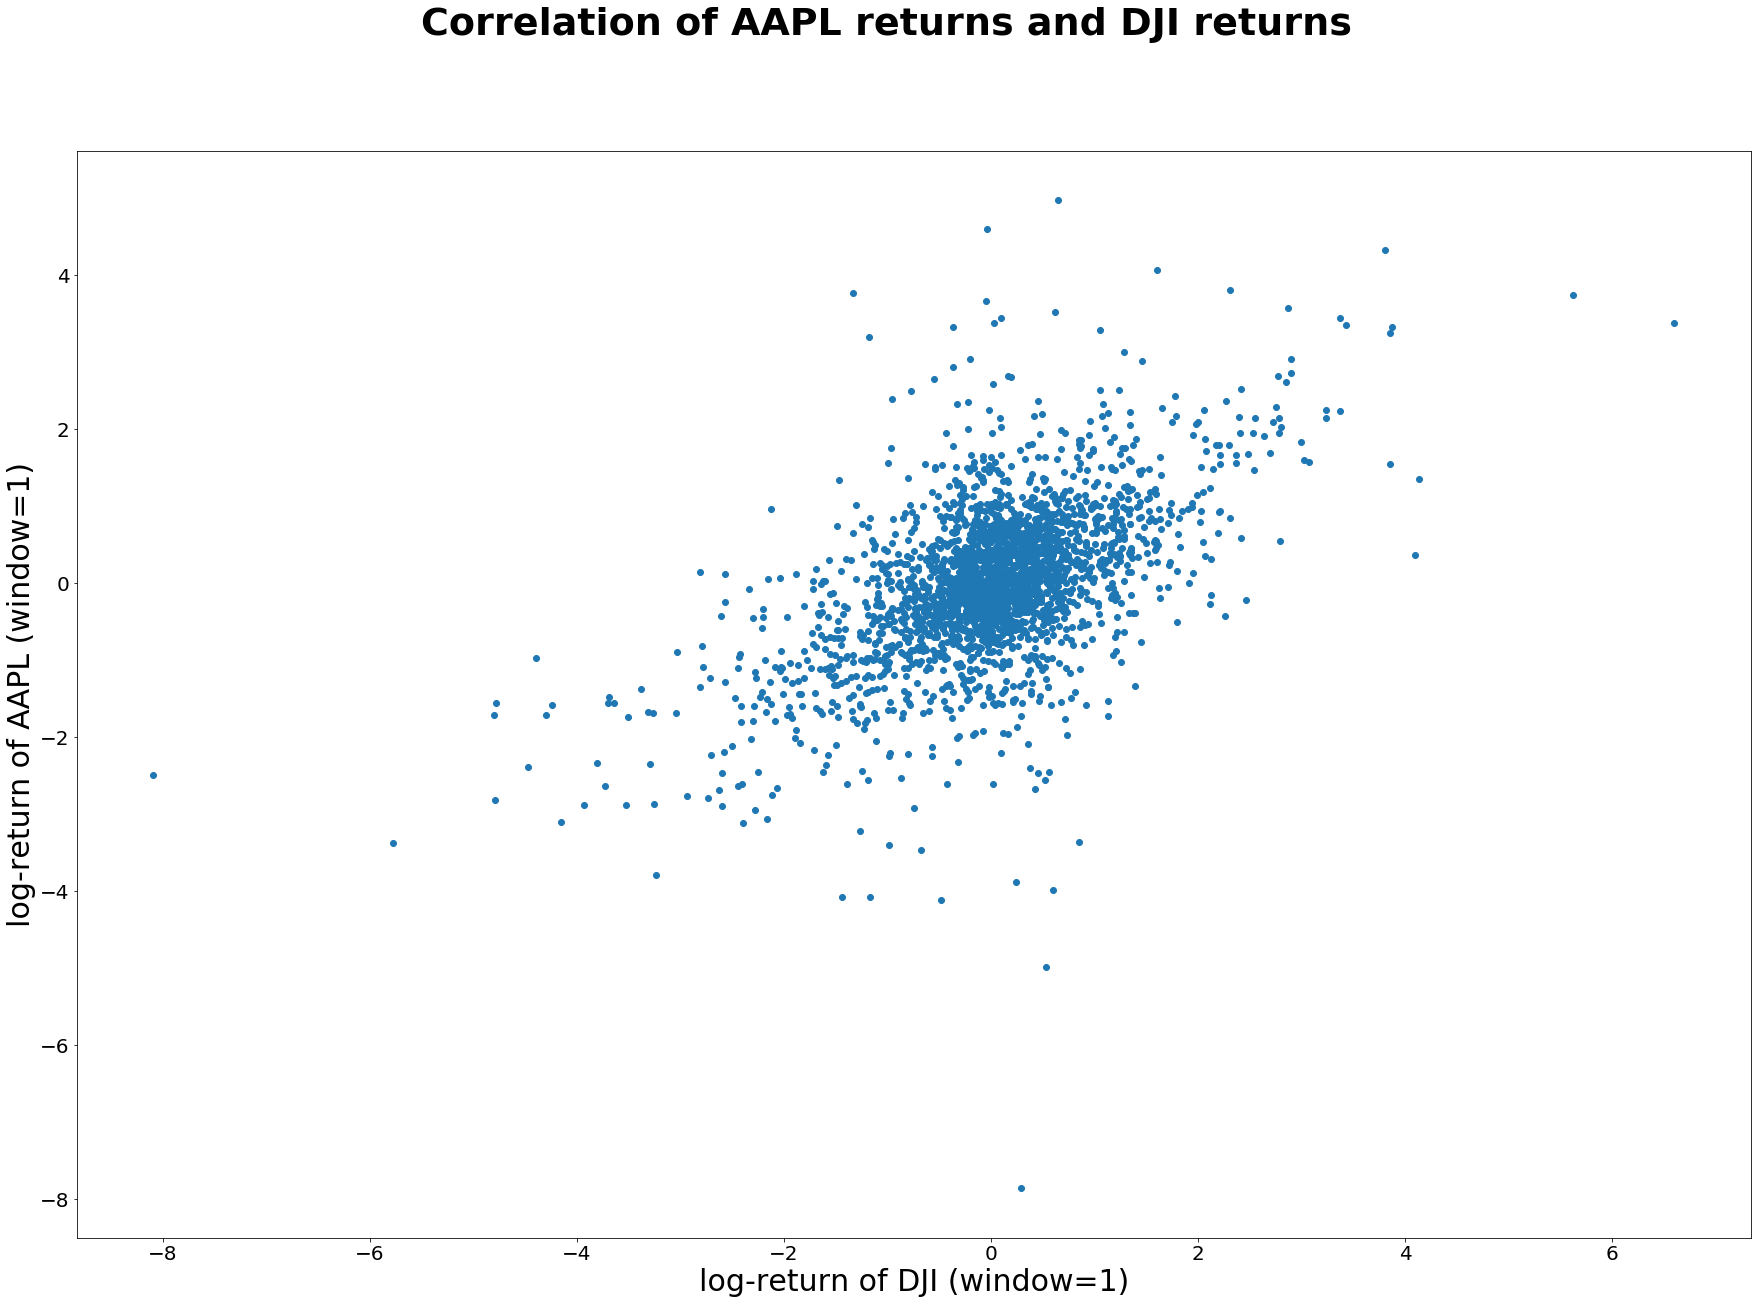 Correlation of AAPL returns and DJI returns
log-return of AAPL (window=1)
4
2
0
−2
−4
−6
−8
−8 −6 −4 −2 0 2 4 6
log-return of DJI (window=1)